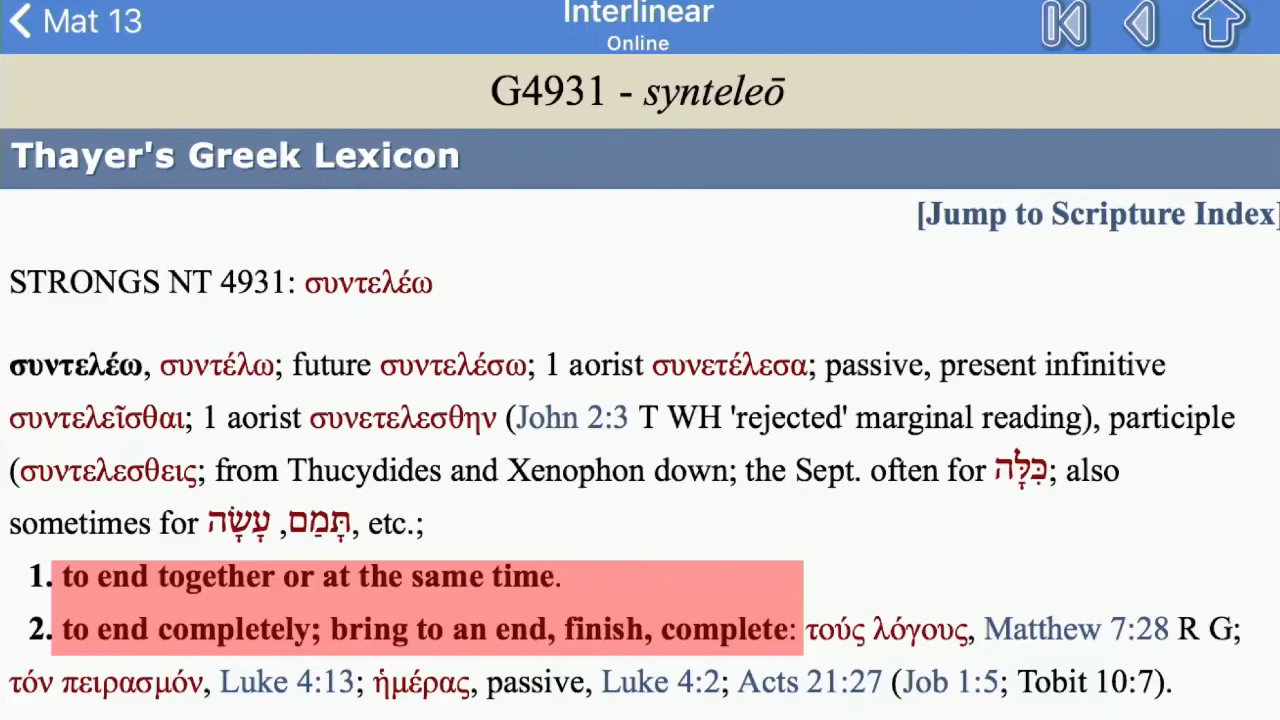 Mat 13
Interlinear
Online
G4931 - synteleō
Thayer's Greek Lexicon
[Jump to Scripture Index]
STRONGS NT 4931: συντελέω
συντελέω, συντέλω; future συντελέσω; 1 aorist συνετέλεσα; passive, present infinitive
συντελεῖσθαι; 1 aorist συνετελεσθην (John 2:3 T WH 'rejected' marginal reading), participle
(συντελεσθεις; from Thucydides and Xenophon down; the Sept. often for כִּלָּה; also
sometimes for תָּמַם, עָשָׂה, etc.;
1. to end together or at the same time.
2. to end completely; bring to an end, finish, complete: τούς λόγους, Matthew 7:28 R G;
τόν πειρασμόν, Luke 4:13; ἡμέρας, passive, Luke 4:2; Acts 21:27 (Job 1:5; Tobit 10:7).